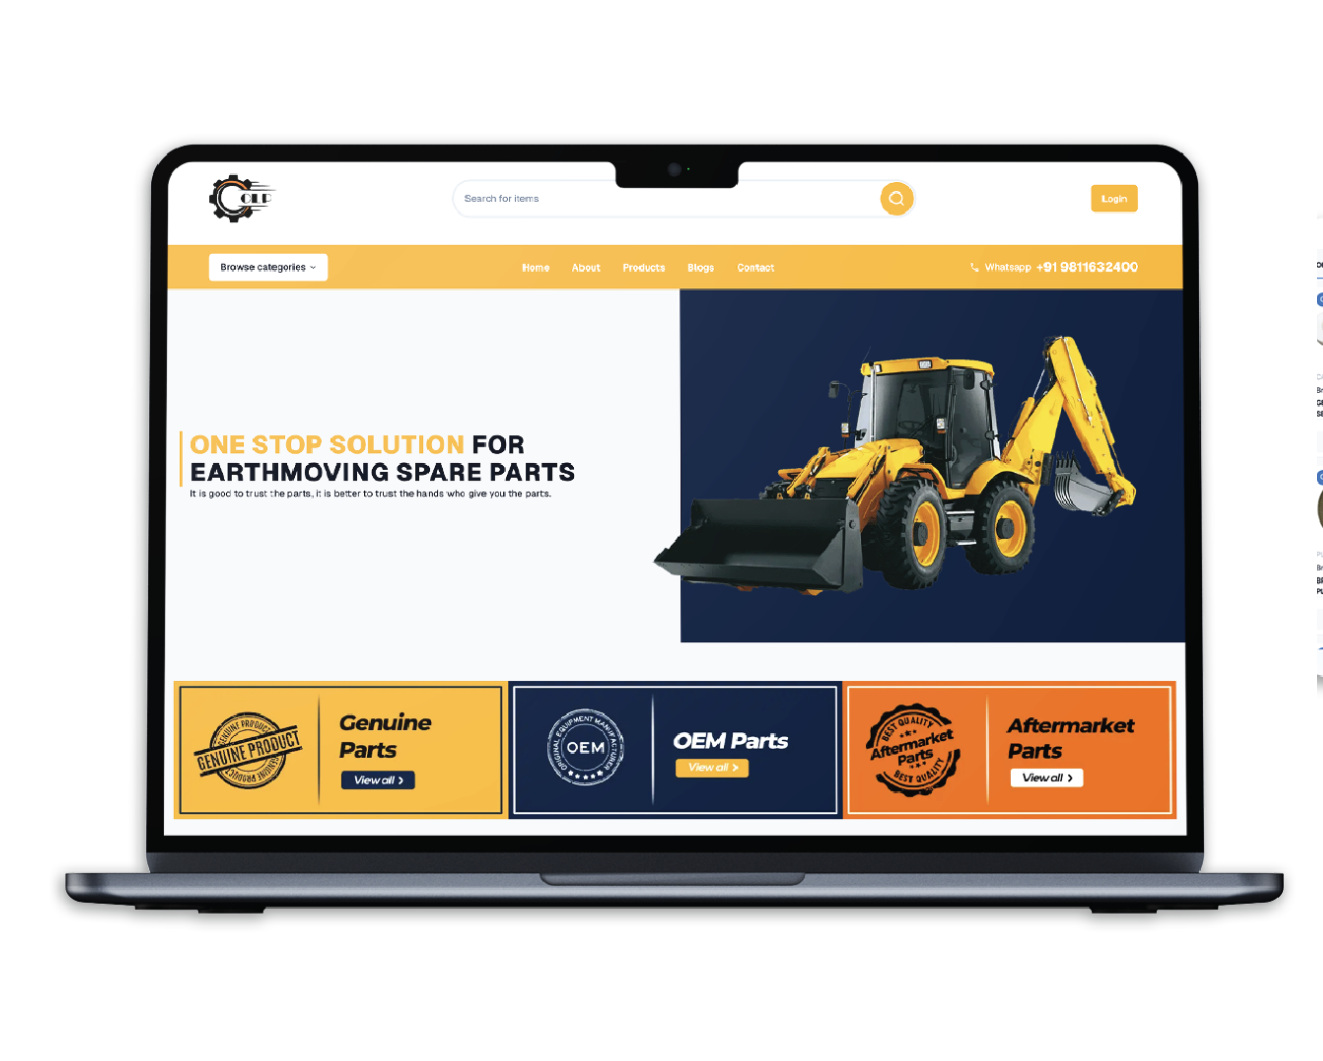 OEP
Search for items
Login
Browse categories
Home About Products Blogs Contact
Whatsapp +91 9811632400
ONE STOP SOLUTION FOR
EARTHMOVING SPARE PARTS
It is good to trust the parts, it is better to trust the hands who give you the parts.
GENUINE PRODUCT
GENUINE PRODUCT
GENUINE PRODUCT
Genuine
Parts
View all
ORIGINAL EQUIPMENT MANUFACTURER
OEM
OEM Parts
View all
BEST QUALITY
Aftermarket
Parts
BEST QUALITY
Aftermarket
Parts
View all